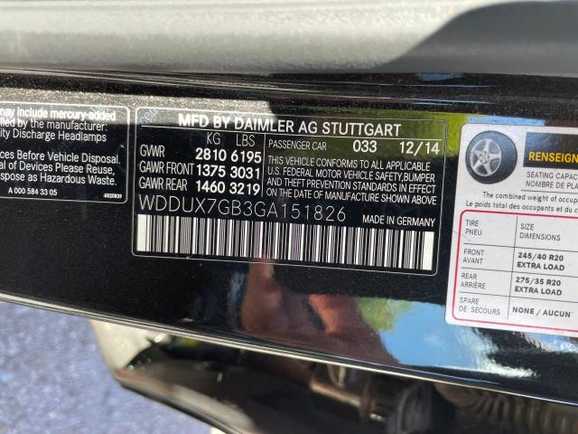 may include mercury added
by the manufacturer:
ity Discharge Headlamps
ces Before Vehicle Disposal.
al of Devices Please Reuse,
ose as Hazardous Waste.
A 000 584 33 05
MFD BY DAIMLER AG STUTTGART
KG LBS
PASSENGER CAR 033 12/14
GWR 2810 6195
GAWR FRONT 1375 3031
GAWR REAR 1460 3219
THIS VEHICLE CONFORMS TO ALL APPLICABLE
U.S. FEDERAL MOTOR VEHICLE SAFETY, BUMPER
AND THEFT PREVENTION STANDARDS IN EFFECT
ON THE DATE OF MANUFACTURE SHOWN ABOVE.
WDDUX7GB3GA151826
MADE IN GERMANY
RENSEIGN
SEATING CAPAC
NOMBRE DE PLA
The combined weight of occupants a
Le poids total des occupants et du
TIRE
PNEU
SIZE
DIMENSIONS
FRONT
AVANT
245/40 R20
EXTRA LOAD
REAR
ARRIÈRE
275/35 R20
EXTRA LOAD
SPARE
DE SECOURS
NONE / AUCUN